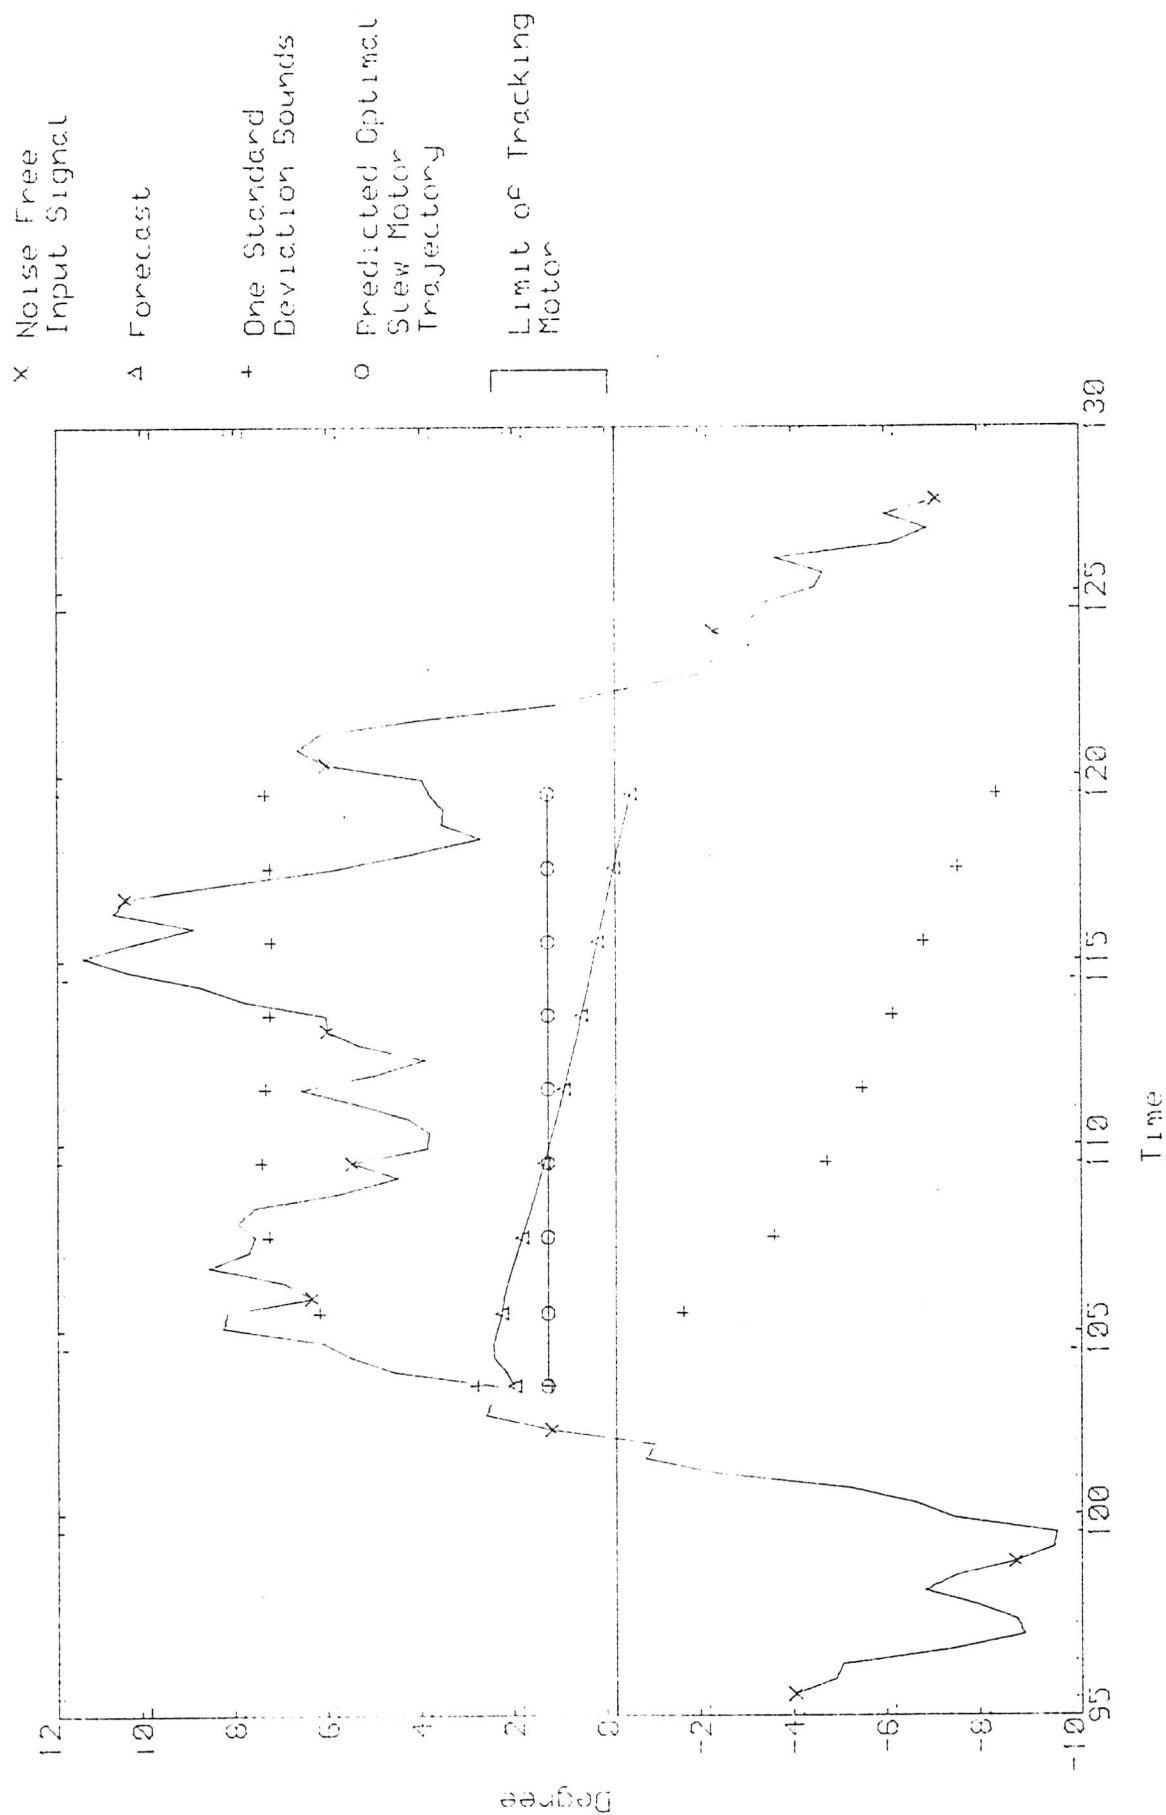 x Noise Free
Input Signal
Δ Forecast
+ One Standard
Deviation Bounds
o Predicted Optimal
Slew Motor
Trajectory
Limit of Tracking
Motor
12
10
8
6
4
2
0
-2
-4
-6
-8
-10
Degree
95
100
105
110
115
120
125
130
Time